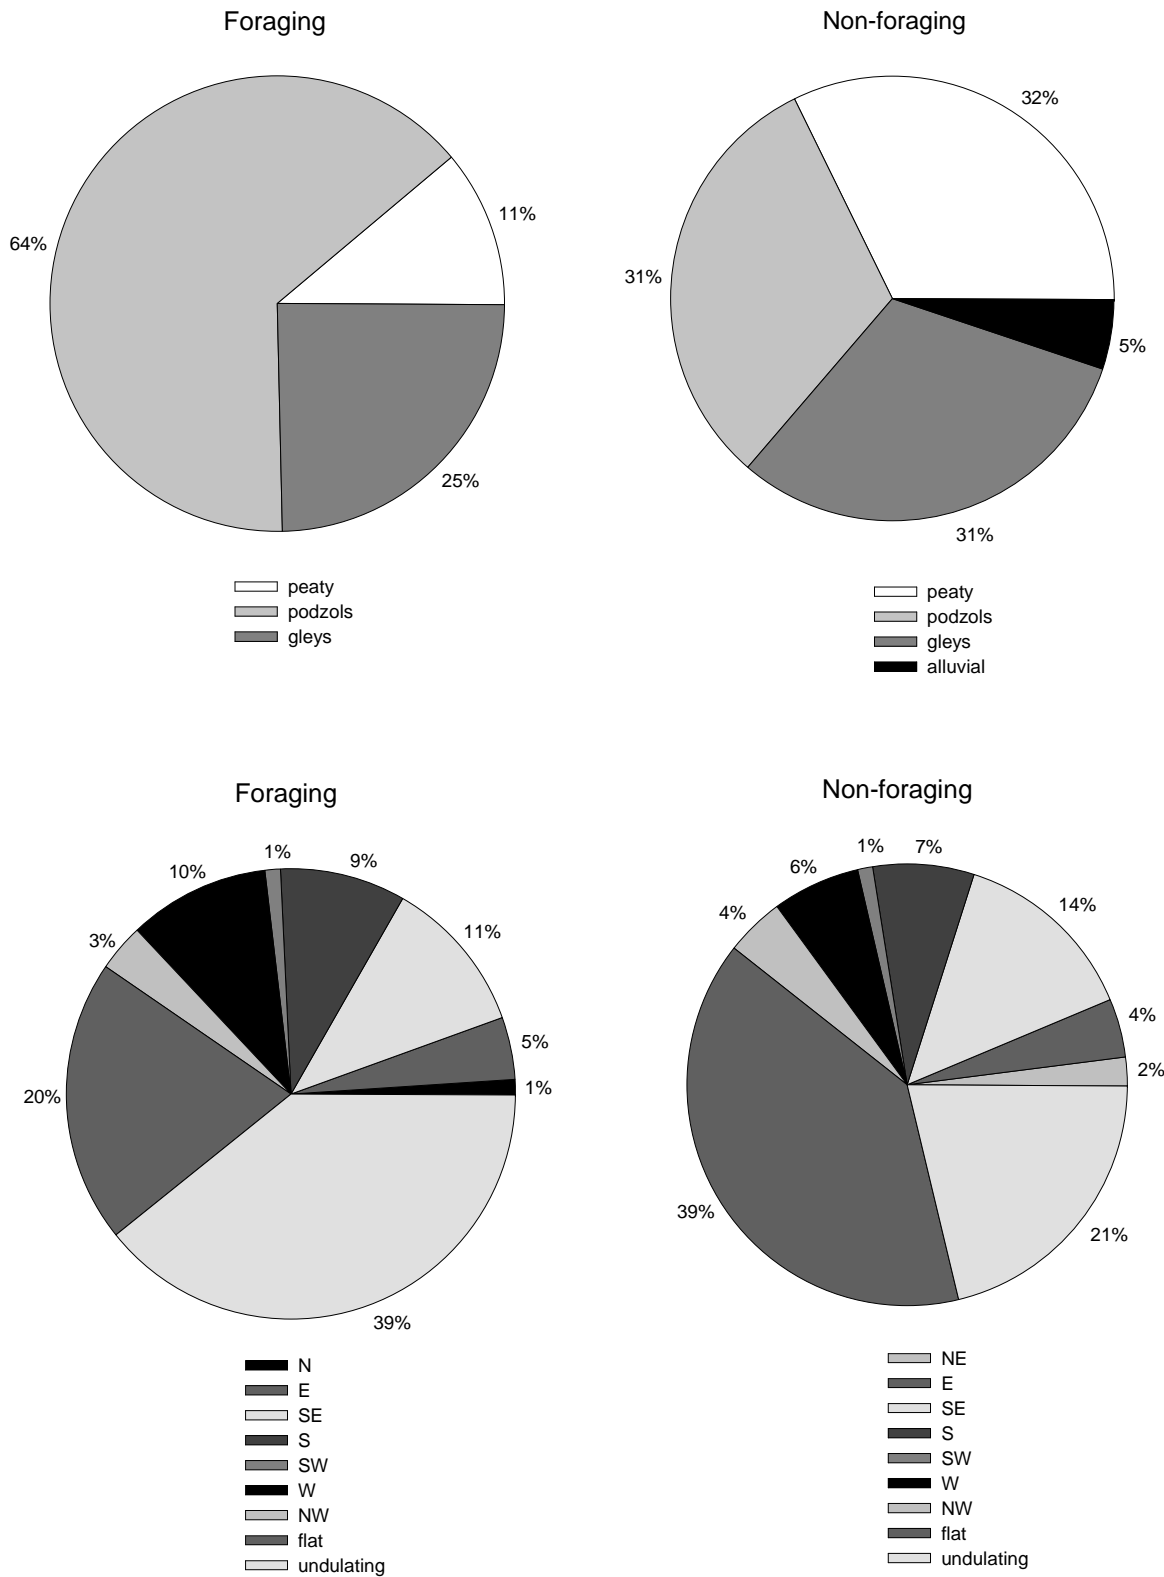 Foraging
64%
11%
25%
peaty
podzols
gleys
Non-foraging
32%
31%
5%
31%
peaty
podzols
gleys
alluvial
Foraging
1%
9%
10%
11%
3%
5%
1%
20%
39%
N
E
SE
S
SW
W
NW
flat
undulating
Non-foraging
1%
7%
6%
14%
4%
4%
2%
39%
21%
NE
E
SE
S
SW
W
NW
flat
undulating